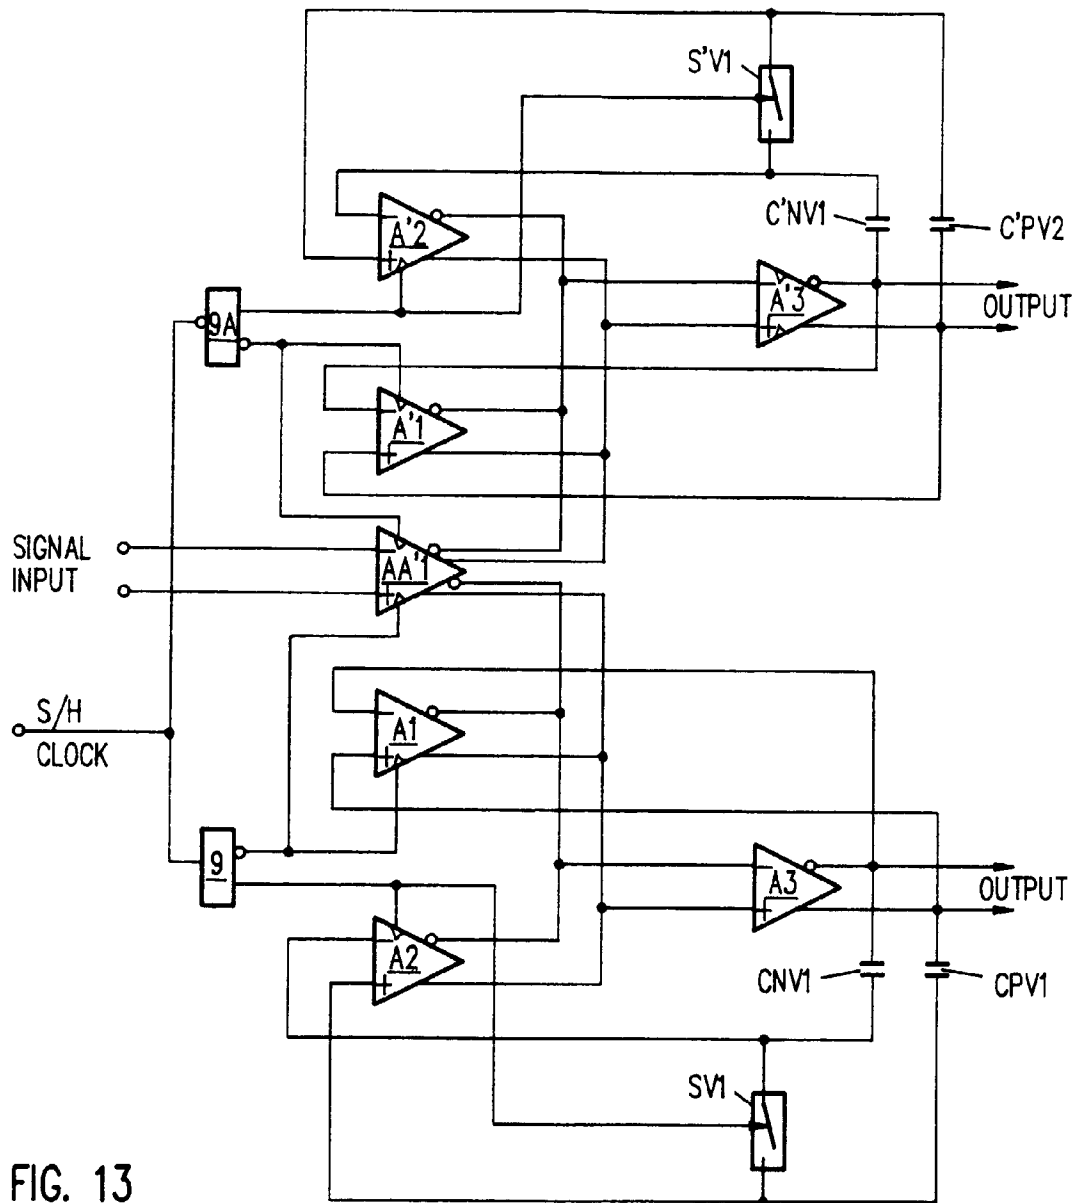 S'V1
C'NV1
C'PV2
A'2
A'3
OUTPUT
9A
A'1
SIGNAL
INPUT
AA'1
S/H
CLOCK
A1
9
A3
OUTPUT
A2
CNV1
CPV1
SV1
FIG. 13